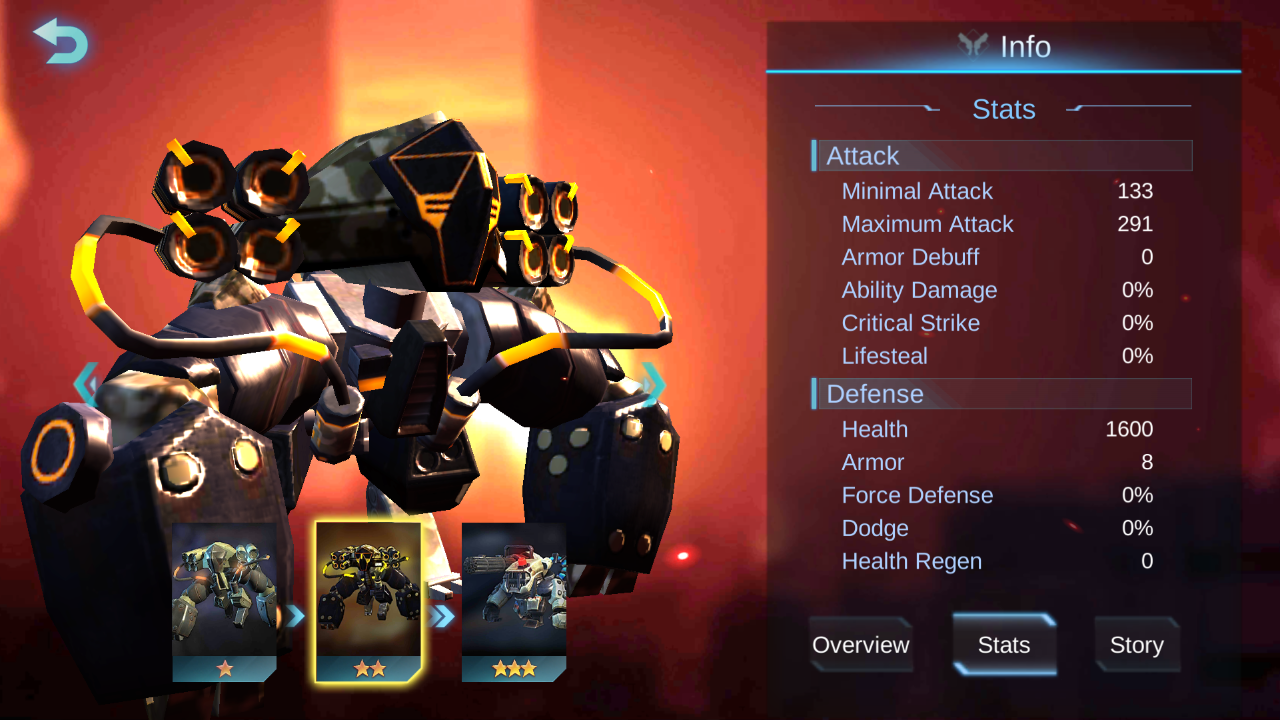 Info
Stats
Attack
Minimal Attack 133
Maximum Attack 291
Armor Debuff 0
Ability Damage 0%
Critical Strike 0%
Lifesteal 0%
Defense
Health 1600
Armor 8
Force Defense 0%
Dodge 0%
Health Regen 0
Overview Stats Story